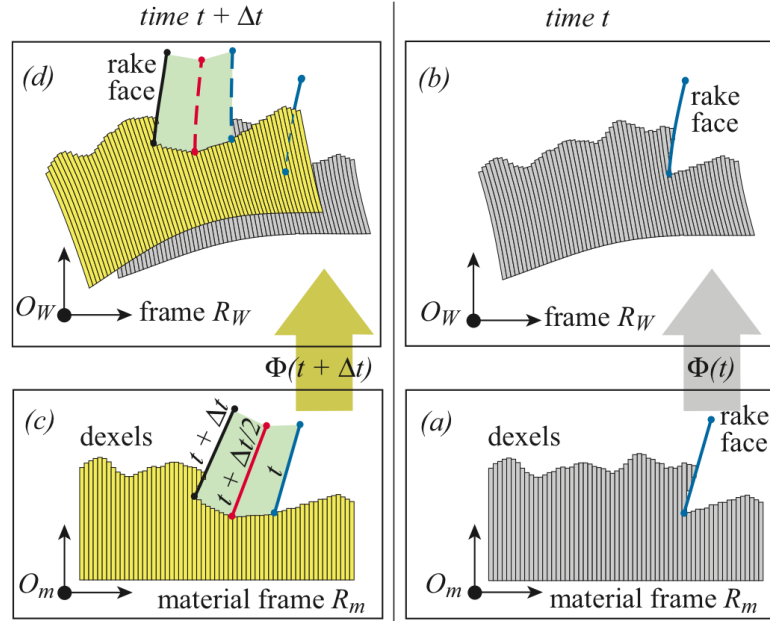 time t + Δt
time t
(d)
rake
face
O_W
frame R_W
(b)
rake
face
O_W
frame R_W
Φ(t + Δt)
Φ(t)
(c)
dexels
t + Δt
t + Δt/2
t
O_m
material frame R_m
(a)
dexels
rake
face
O_m
material frame R_m